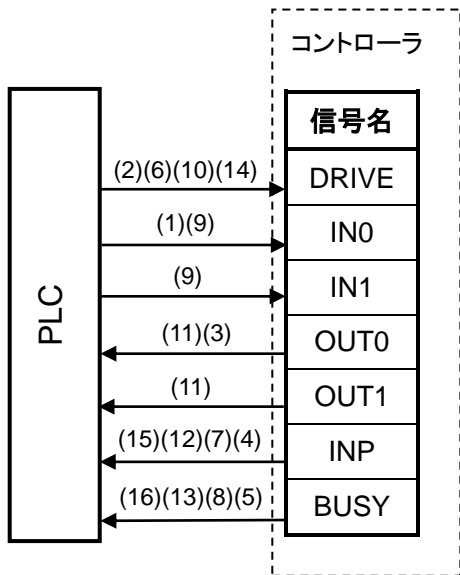 コントローラ
信号名
PLC
(2)(6)(10)(14)
DRIVE
(1)(9)
IN0
(9)
IN1
(11)(3)
OUT0
(11)
OUT1
(15)(12)(7)(4)
INP
(16)(13)(8)(5)
BUSY